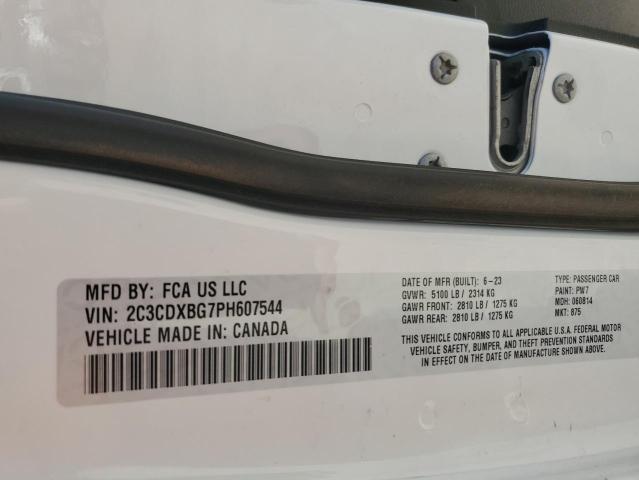 MFD BY: FCA US LLC
VIN: 2C3CDXBG7PH607544
VEHICLE MADE IN: CANADA
DATE OF MFR (BUILT): 6-23
GVWR: 5100 LB / 2314 KG
GAWR FRONT: 2810 LB / 1275 KG
GAWR REAR: 2810 LB / 1275 KG
TYPE: PASSENGER CAR
PAINT: PW7
MDH: 060814
MKT: 875
THIS VEHICLE CONFORMS TO ALL APPLICABLE U.S.A. FEDERAL MOTOR
VEHICLE SAFETY, BUMPER, AND THEFT PREVENTION STANDARDS
IN EFFECT ON THE DATE OF MANUFACTURE SHOWN ABOVE.